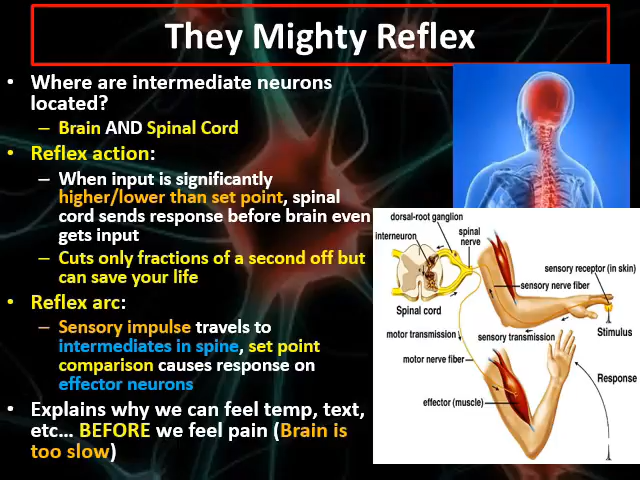 They Mighty Reflex
• Where are intermediate neurons
located?
– Brain AND Spinal Cord
• Reflex action:
– When input is significantly
higher/lower than set point, spinal
cord sends response before brain even
gets input
– Cuts only fractions of a second off but
can save your life
• Reflex arc:
– Sensory impulse travels to
intermediates in spine, set point
comparison causes response on
effector neurons
• Explains why we can feel temp, text,
etc… BEFORE we feel pain (Brain is
too slow)
dorsal-root ganglion
interneuron
spinal
nerve
sensory receptor (in skin)
sensory nerve fiber
Spinal cord
Stimulus
motor transmission
sensory transmission
motor nerve fiber
Response
effector (muscle)